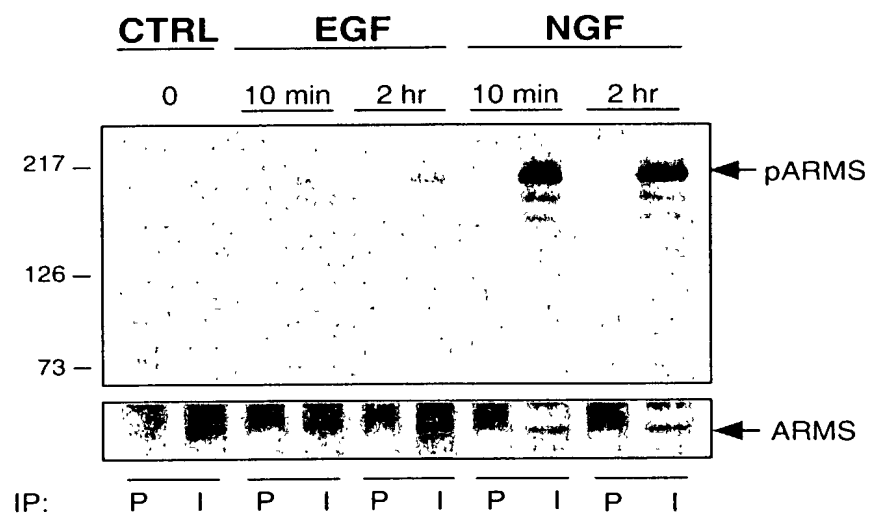 CTRL EGF NGF
0 10 min 2 hr 10 min 2 hr
217
pARMS
126
73
ARMS
IP: P I P I P I P I P I